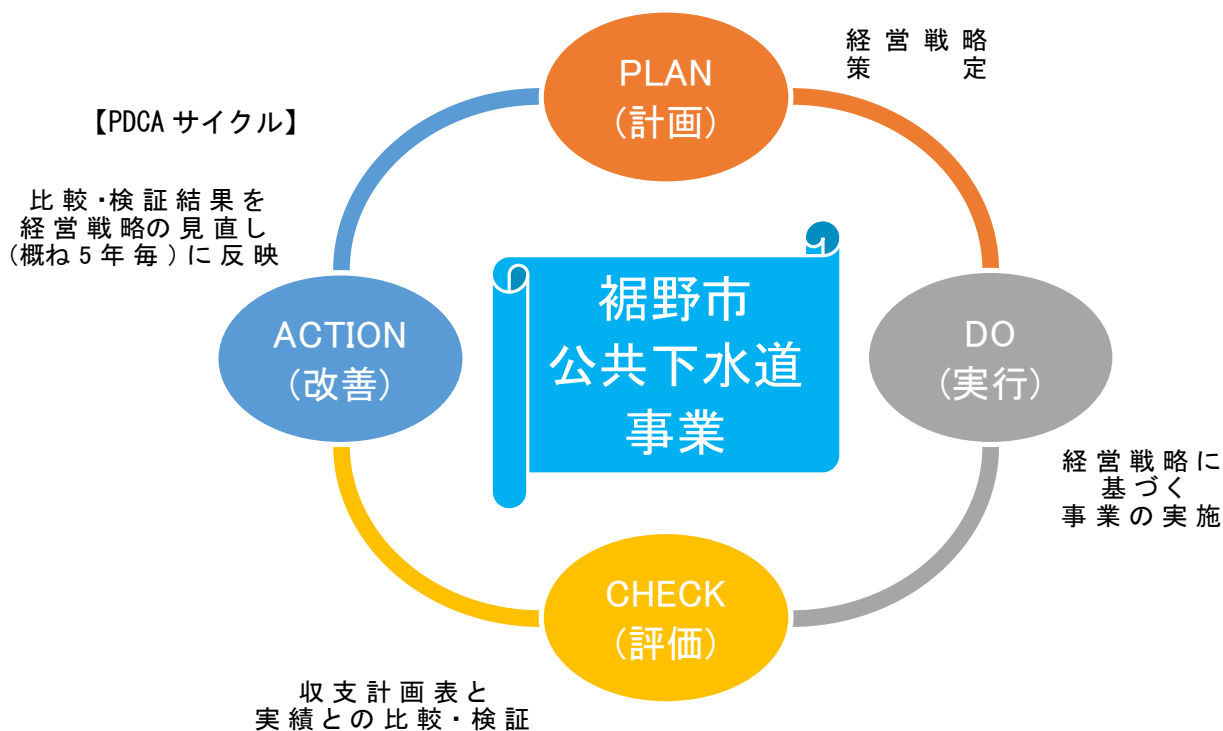 【PDCA サイクル】
PLAN
(計画)
経営戦略
策定
DO
(実行)
経営戦略に
基づく
事業の実施
CHECK
(評価)
収支計画表と
実績との比較・検証
ACTION
(改善)
比較・検証結果を
経営戦略の見直し
(概ね5年毎)に反映
裾野市
公共下水道
事業